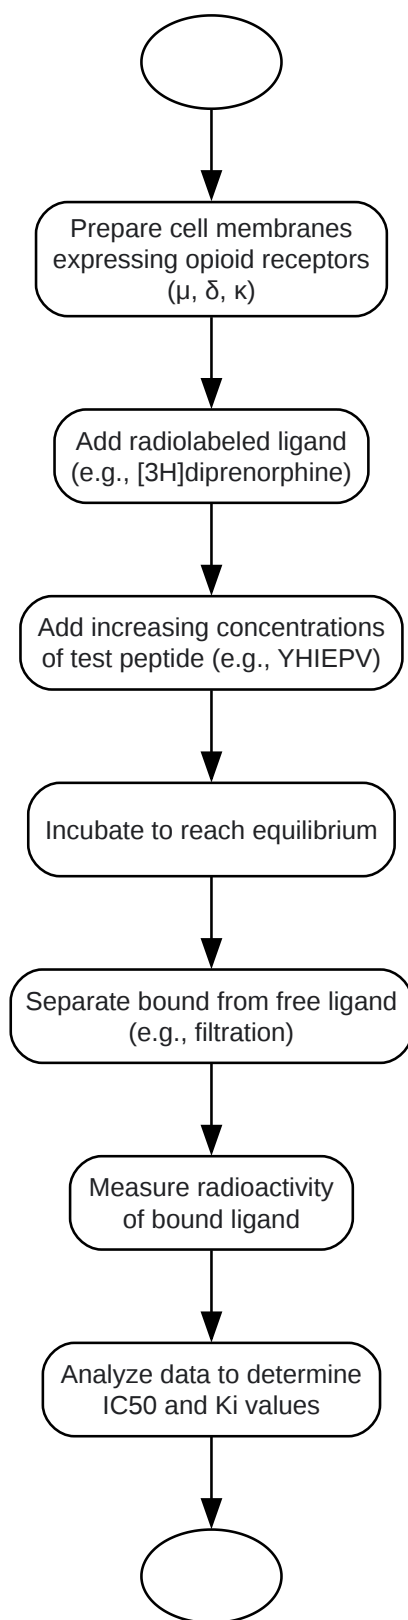 Prepare cell membranes
expressing opioid receptors
(μ, δ, κ)
Add radiolabeled ligand
(e.g., [3H]diprenorphine)
Add increasing concentrations
of test peptide (e.g., YHIEPV)
Incubate to reach equilibrium
Separate bound from free ligand
(e.g., filtration)
Measure radioactivity
of bound ligand
Analyze data to determine
IC50 and Ki values